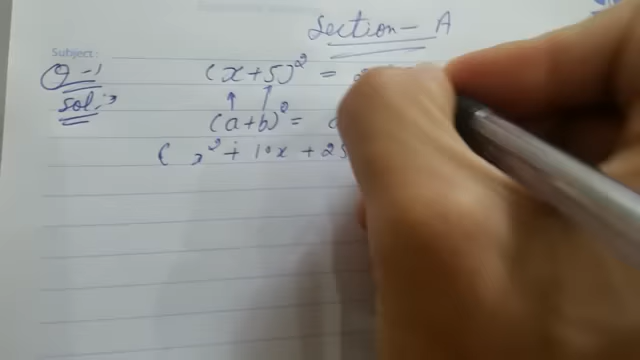 Section - A
Subject :
Q-1 (x+5)² =
Sol:- (a+b)² =
( x² + 10x + 25